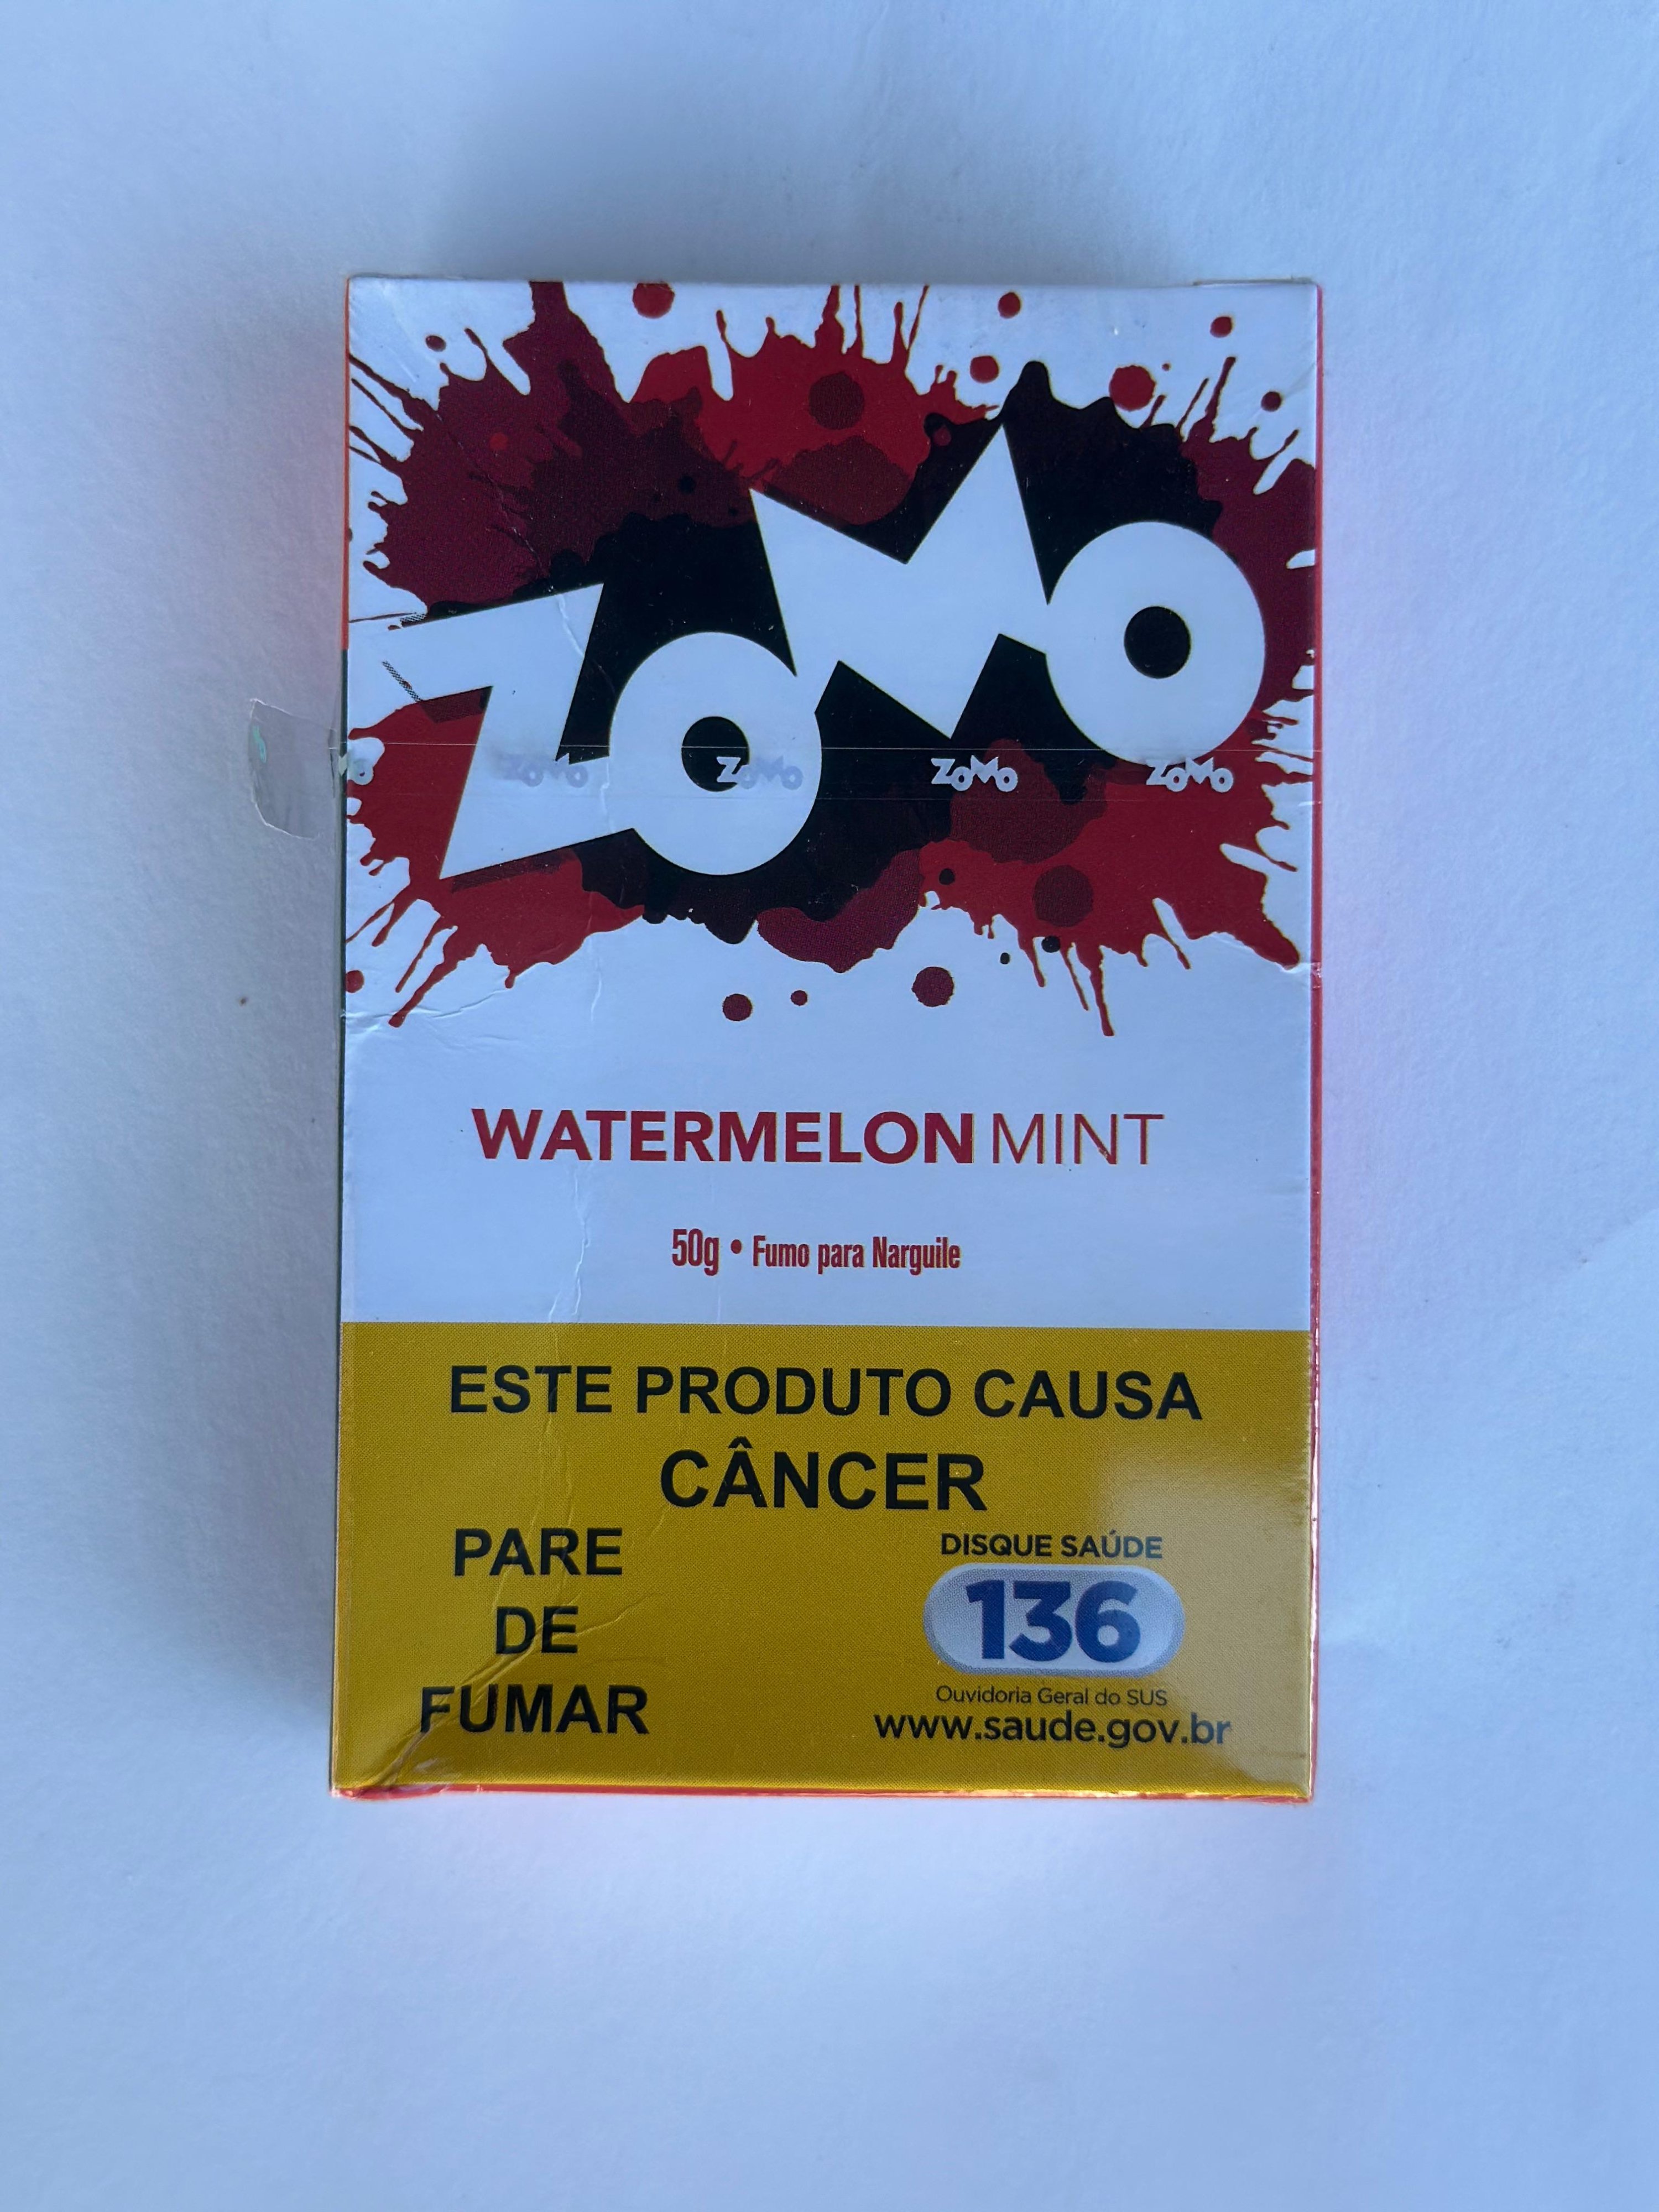 ZOMO
ZOMO ZOMO ZOMO ZOMO
WATERMELON MINT
50g • Fumo para Narguile
ESTE PRODUTO CAUSA
CÂNCER
PARE
DE
FUMAR
DISQUE SAÚDE
136
Ouvidoria Geral do SUS
www.saude.gov.br